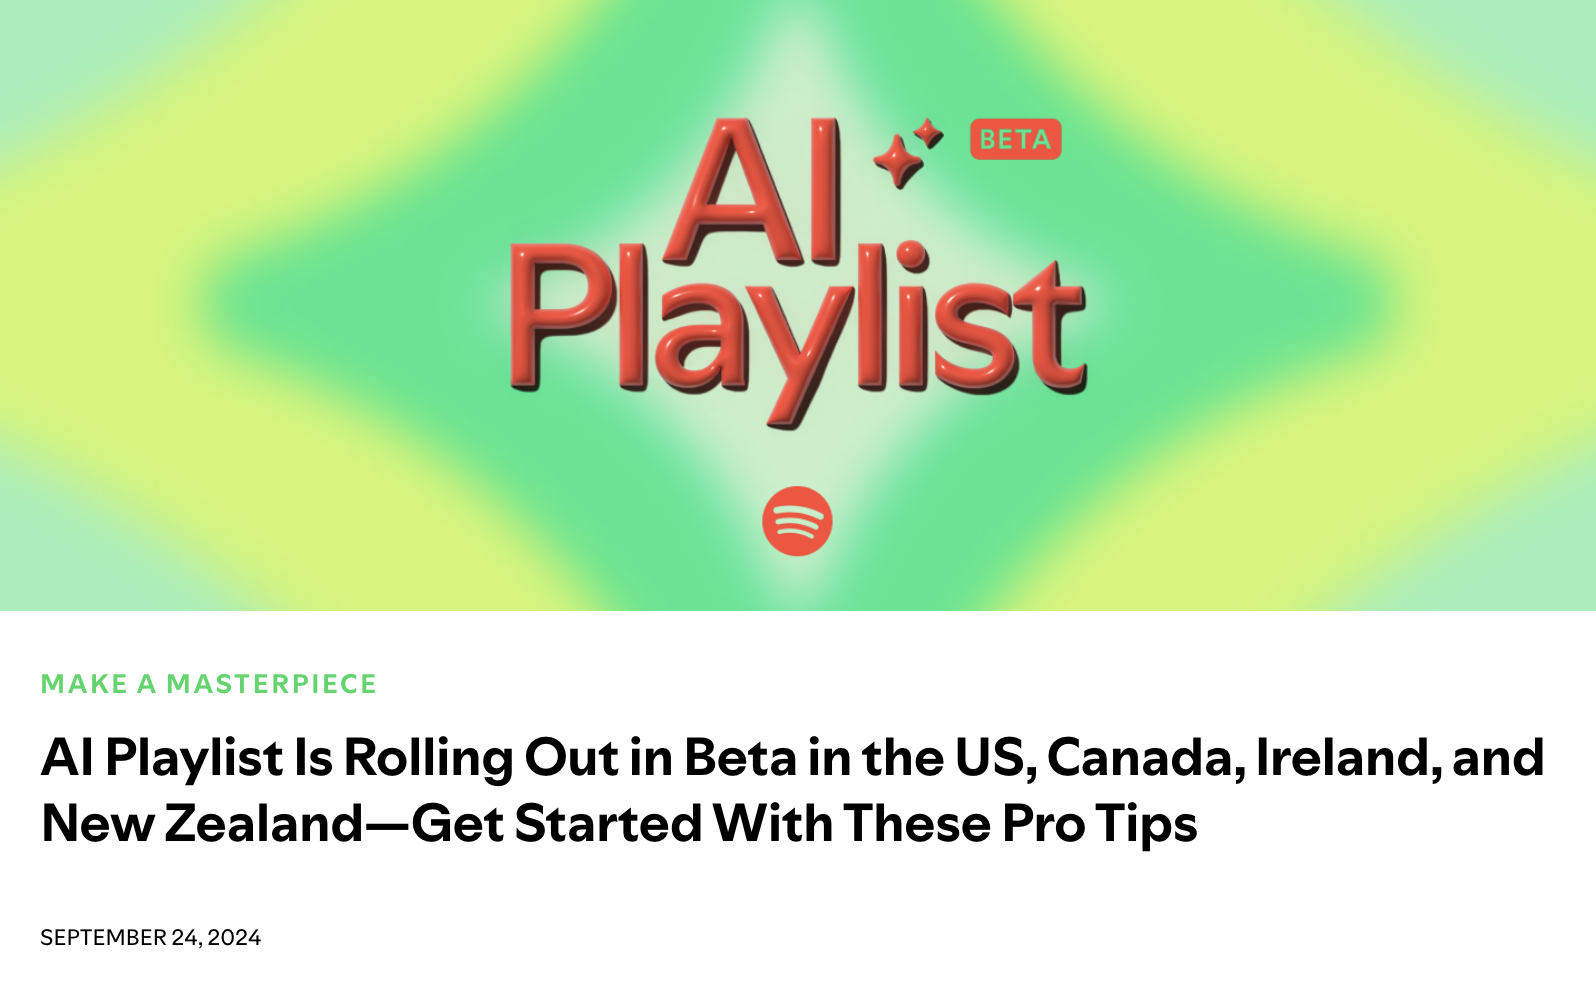 AI
BETA
Playlist
MAKE A MASTERPIECE
AI Playlist Is Rolling Out in Beta in the US, Canada, Ireland, and
New Zealand—Get Started With These Pro Tips
SEPTEMBER 24, 2024